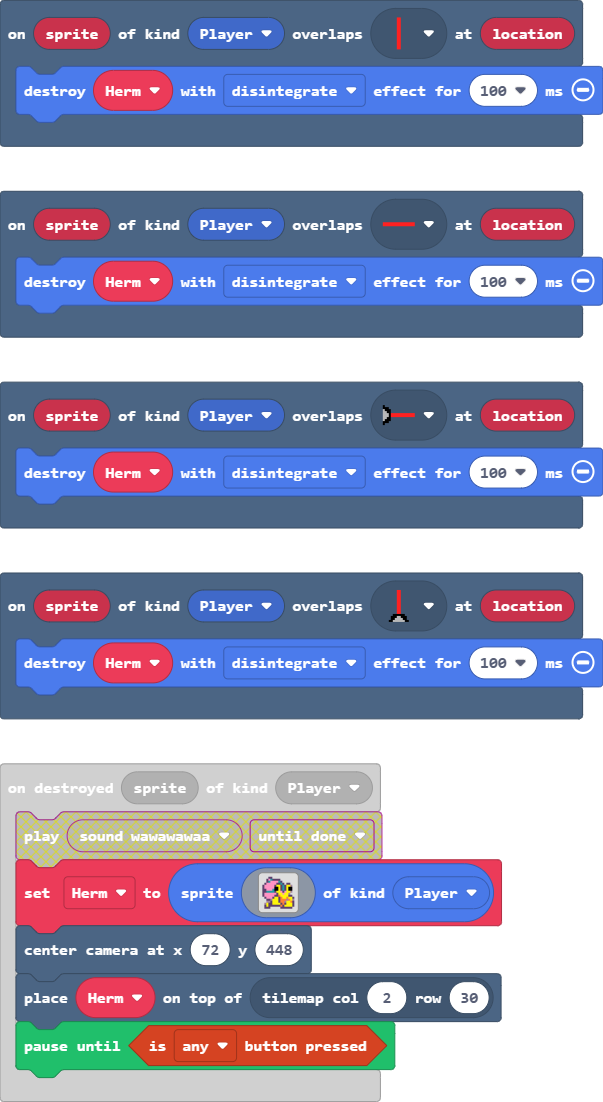 on sprite of kind Player overlaps at location
destroy Herm with disintegrate effect for 100 ms
on sprite of kind Player overlaps at location
destroy Herm with disintegrate effect for 100 ms
on sprite of kind Player overlaps at location
destroy Herm with disintegrate effect for 100 ms
on sprite of kind Player overlaps at location
destroy Herm with disintegrate effect for 100 ms
on destroyed sprite of kind Player
play sound wawawawaa until done
set Herm to sprite of kind Player
center camera at x 72 y 448
place Herm on top of tilemap col 2 row 30
pause until is any button pressed